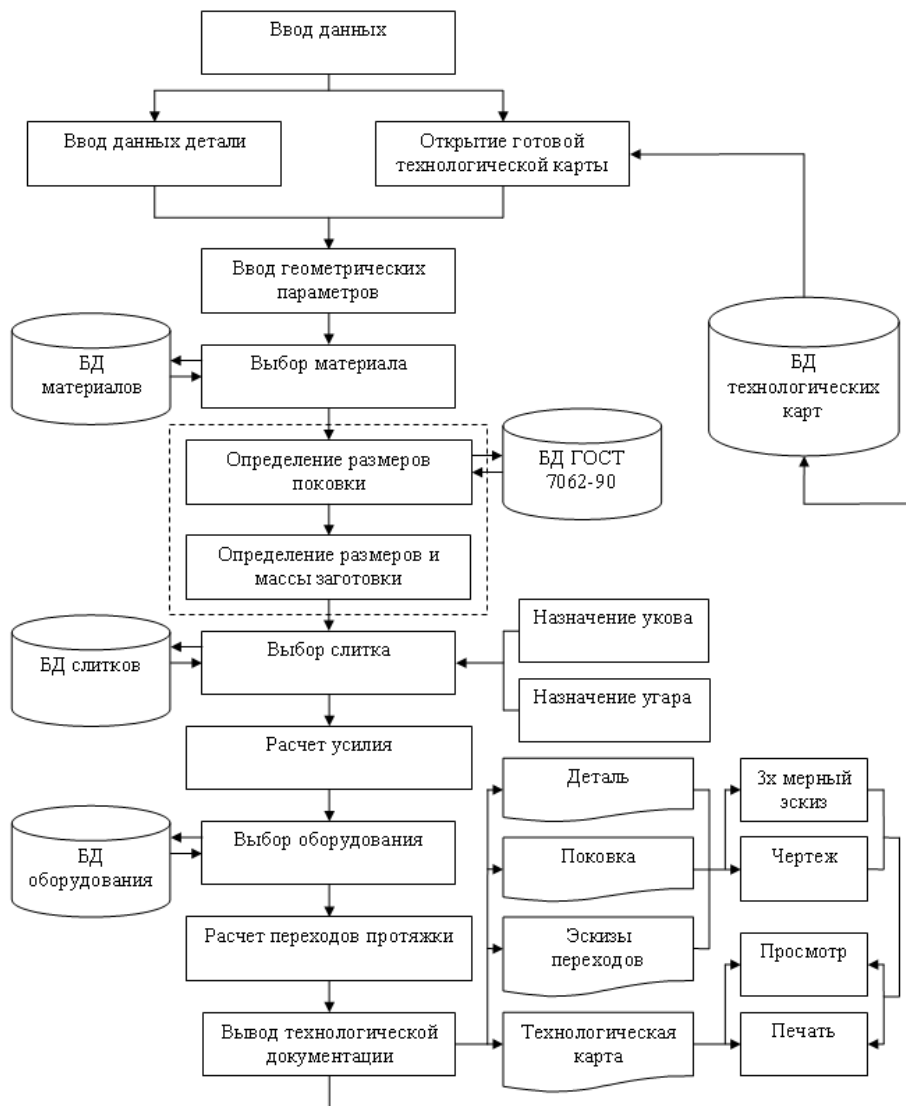 Ввод данных
Ввод данных детали
Открытие готовой
технологической карты
Ввод геометрических
параметров
БД
материалов
Выбор материала
БД
технологических
карт
Определение размеров
поковки
БД ГОСТ
7062-90
Определение размеров и
массы заготовки
Назначение укова
БД слитков
Выбор слитка
Назначение угара
Расчет усилия
Деталь
3х мерный
эскиз
БД
оборудования
Выбор оборудования
Поковка
Чертеж
Расчет переходов протяжки
Эскизы
переходов
Просмотр
Вывод технологической
документации
Технологическая
карта
Печать